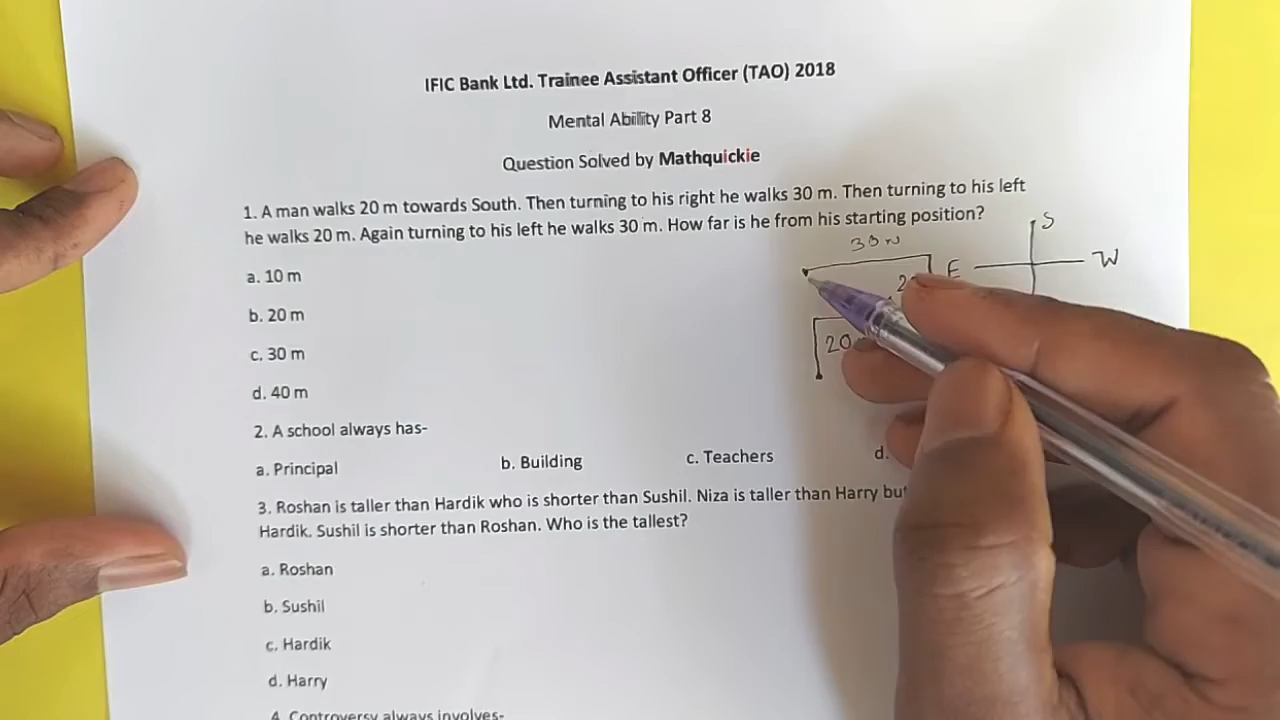 IFIC Bank Ltd. Trainee Assistant Officer (TAO) 2018
Mental Ability Part 8
Question Solved by Mathquickie
1. A man walks 20 m towards South. Then turning to his right he walks 30 m. Then turning to his left
he walks 20 m. Again turning to his left he walks 30 m. How far is he from his starting position?
S
30 m
E
W
a. 10 m
b. 20 m
20
c. 30 m
d. 40 m
2. A school always has-
a. Principal b. Building c. Teachers d.
3. Roshan is taller than Hardik who is shorter than Sushil. Niza is taller than Harry but
Hardik. Sushil is shorter than Roshan. Who is the tallest?
a. Roshan
b. Sushil
c. Hardik
d. Harry
4. Controversy always involves-